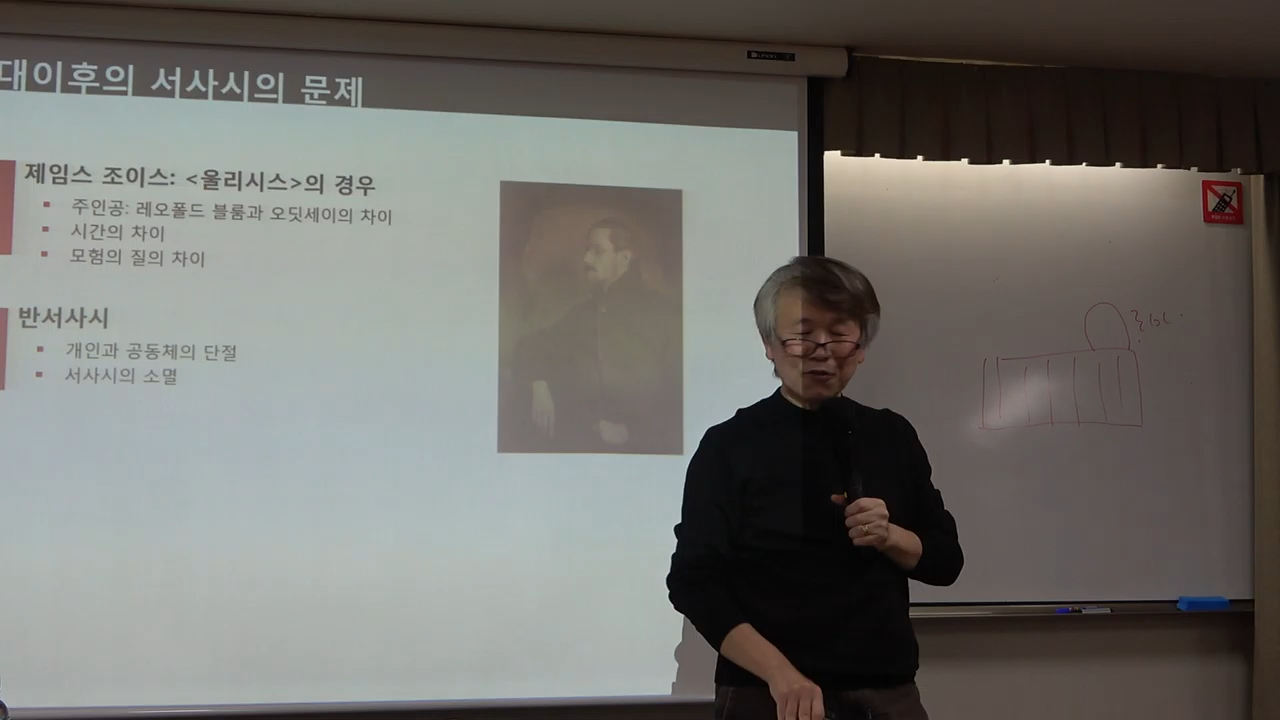 대이후의 서사시의 문제
제임스 조이스: <울리시스>의 경우
▪ 주인공: 레오폴드 블룸과 오딧세이의 차이
▪ 시간의 차이
▪ 모험의 질의 차이
반서사시
▪ 개인과 공동체의 단절
▪ 서사시의 소멸